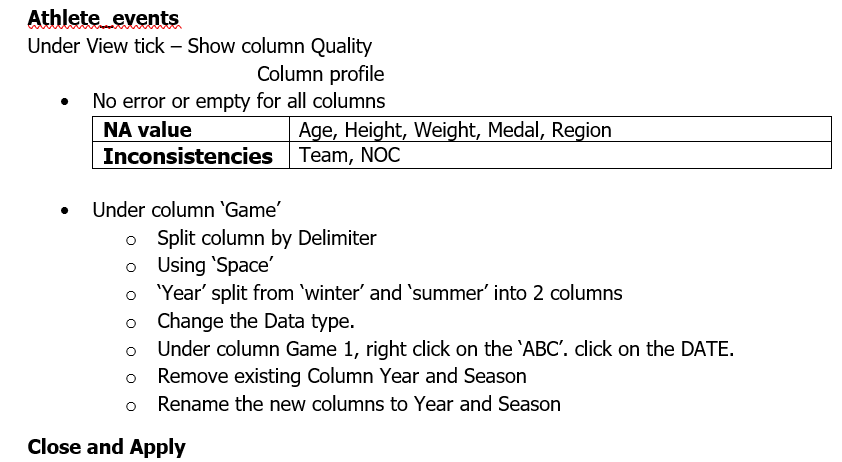 Athlete_events
Under View tick – Show column Quality
Column profile
• No error or empty for all columns
NA value Age, Height, Weight, Medal, Region
Inconsistencies Team, NOC
• Under column ‘Game’
o Split column by Delimiter
o Using ‘Space’
o ‘Year’ split from ‘winter’ and ‘summer’ into 2 columns
o Change the Data type.
o Under column Game 1, right click on the ‘ABC’. click on the DATE.
o Remove existing Column Year and Season
o Rename the new columns to Year and Season
Close and Apply